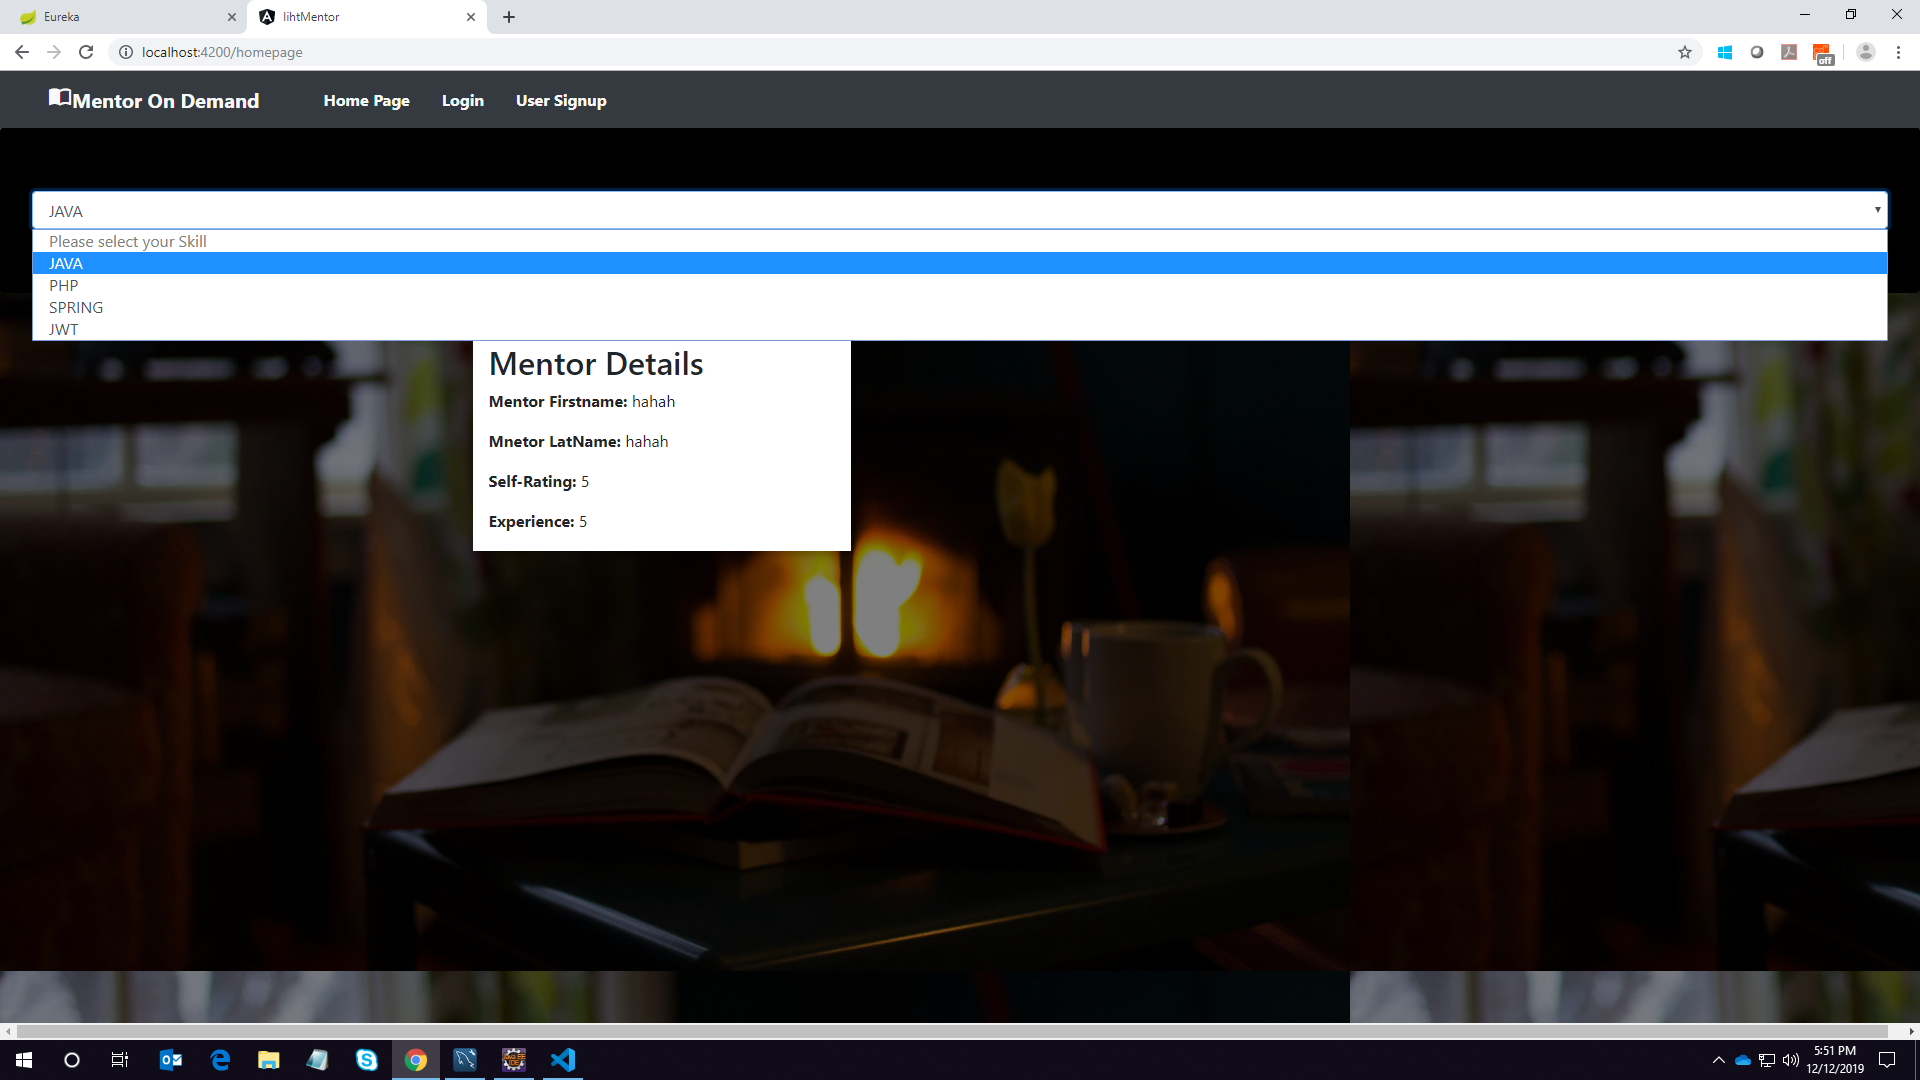 Eureka
lihtMentor
localhost:4200/homepage
off
Mentor On Demand
Home Page
Login
User Signup
JAVA
Please select your Skill
JAVA
PHP
SPRING
JWT
Mentor Details
Mentor Firstname: hahah
Mnetor LatName: hahah
Self-Rating: 5
Experience: 5
5:51 PM
12/12/2019